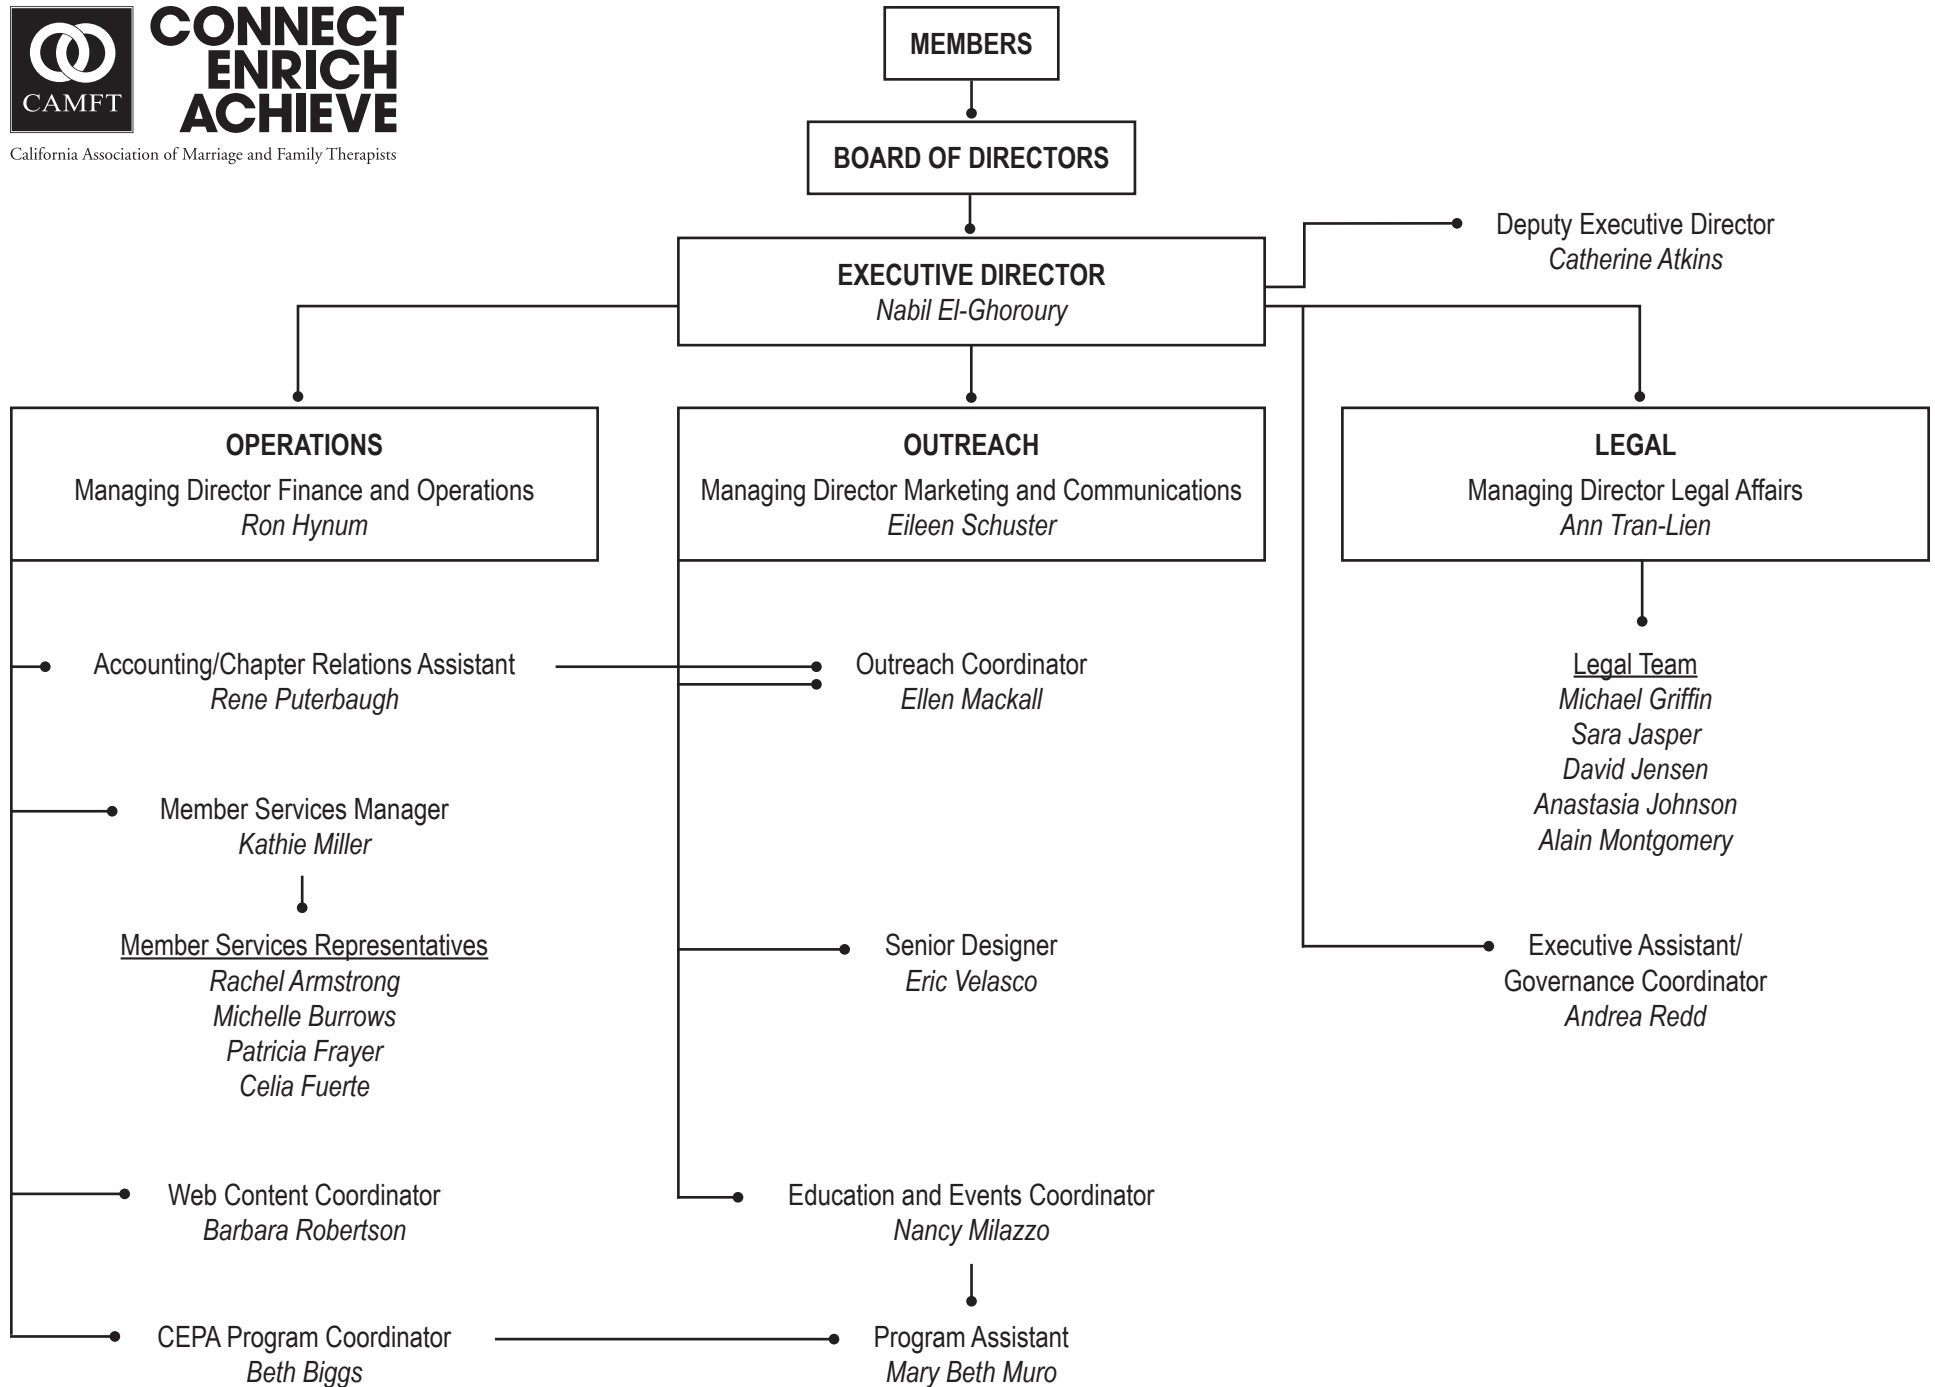 CAMFT
CONNECT
ENRICH
ACHIEVE
California Association of Marriage and Family Therapists
MEMBERS
BOARD OF DIRECTORS
EXECUTIVE DIRECTOR
Nabil El-Ghoroury
Deputy Executive Director
Catherine Atkins
OPERATIONS
Managing Director Finance and Operations
Ron Hynum
OUTREACH
Managing Director Marketing and Communications
Eileen Schuster
LEGAL
Managing Director Legal Affairs
Ann Tran-Lien
Accounting/Chapter Relations Assistant
Rene Puterbaugh
Member Services Manager
Kathie Miller
Member Services Representatives
Rachel Armstrong
Michelle Burrows
Patricia Frayer
Celia Fuerte
Web Content Coordinator
Barbara Robertson
CEPA Program Coordinator
Beth Biggs
Outreach Coordinator
Ellen Mackall
Senior Designer
Eric Velasco
Education and Events Coordinator
Nancy Milazzo
Program Assistant
Mary Beth Muro
Legal Team
Michael Griffin
Sara Jasper
David Jensen
Anastasia Johnson
Alain Montgomery
Executive Assistant/
Governance Coordinator
Andrea Redd